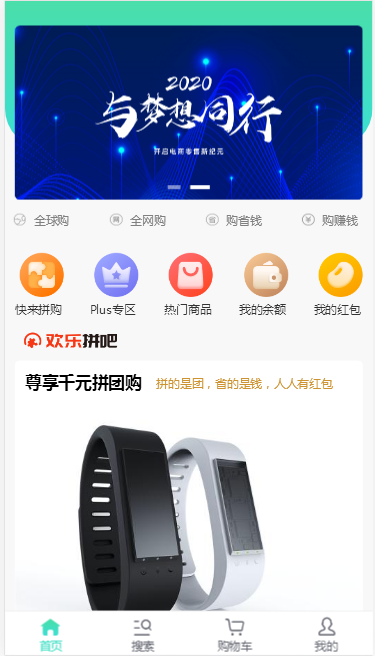 2020
与梦想同行
开启电商零售新纪元
全球购
全网购
购省钱
购赚钱
快来拼购
Plus专区
热门商品
我的余额
我的红包
欢乐拼吧
尊享千元拼团购 拼的是团，省的是钱，人人有红包
首页
搜索
购物车
我的